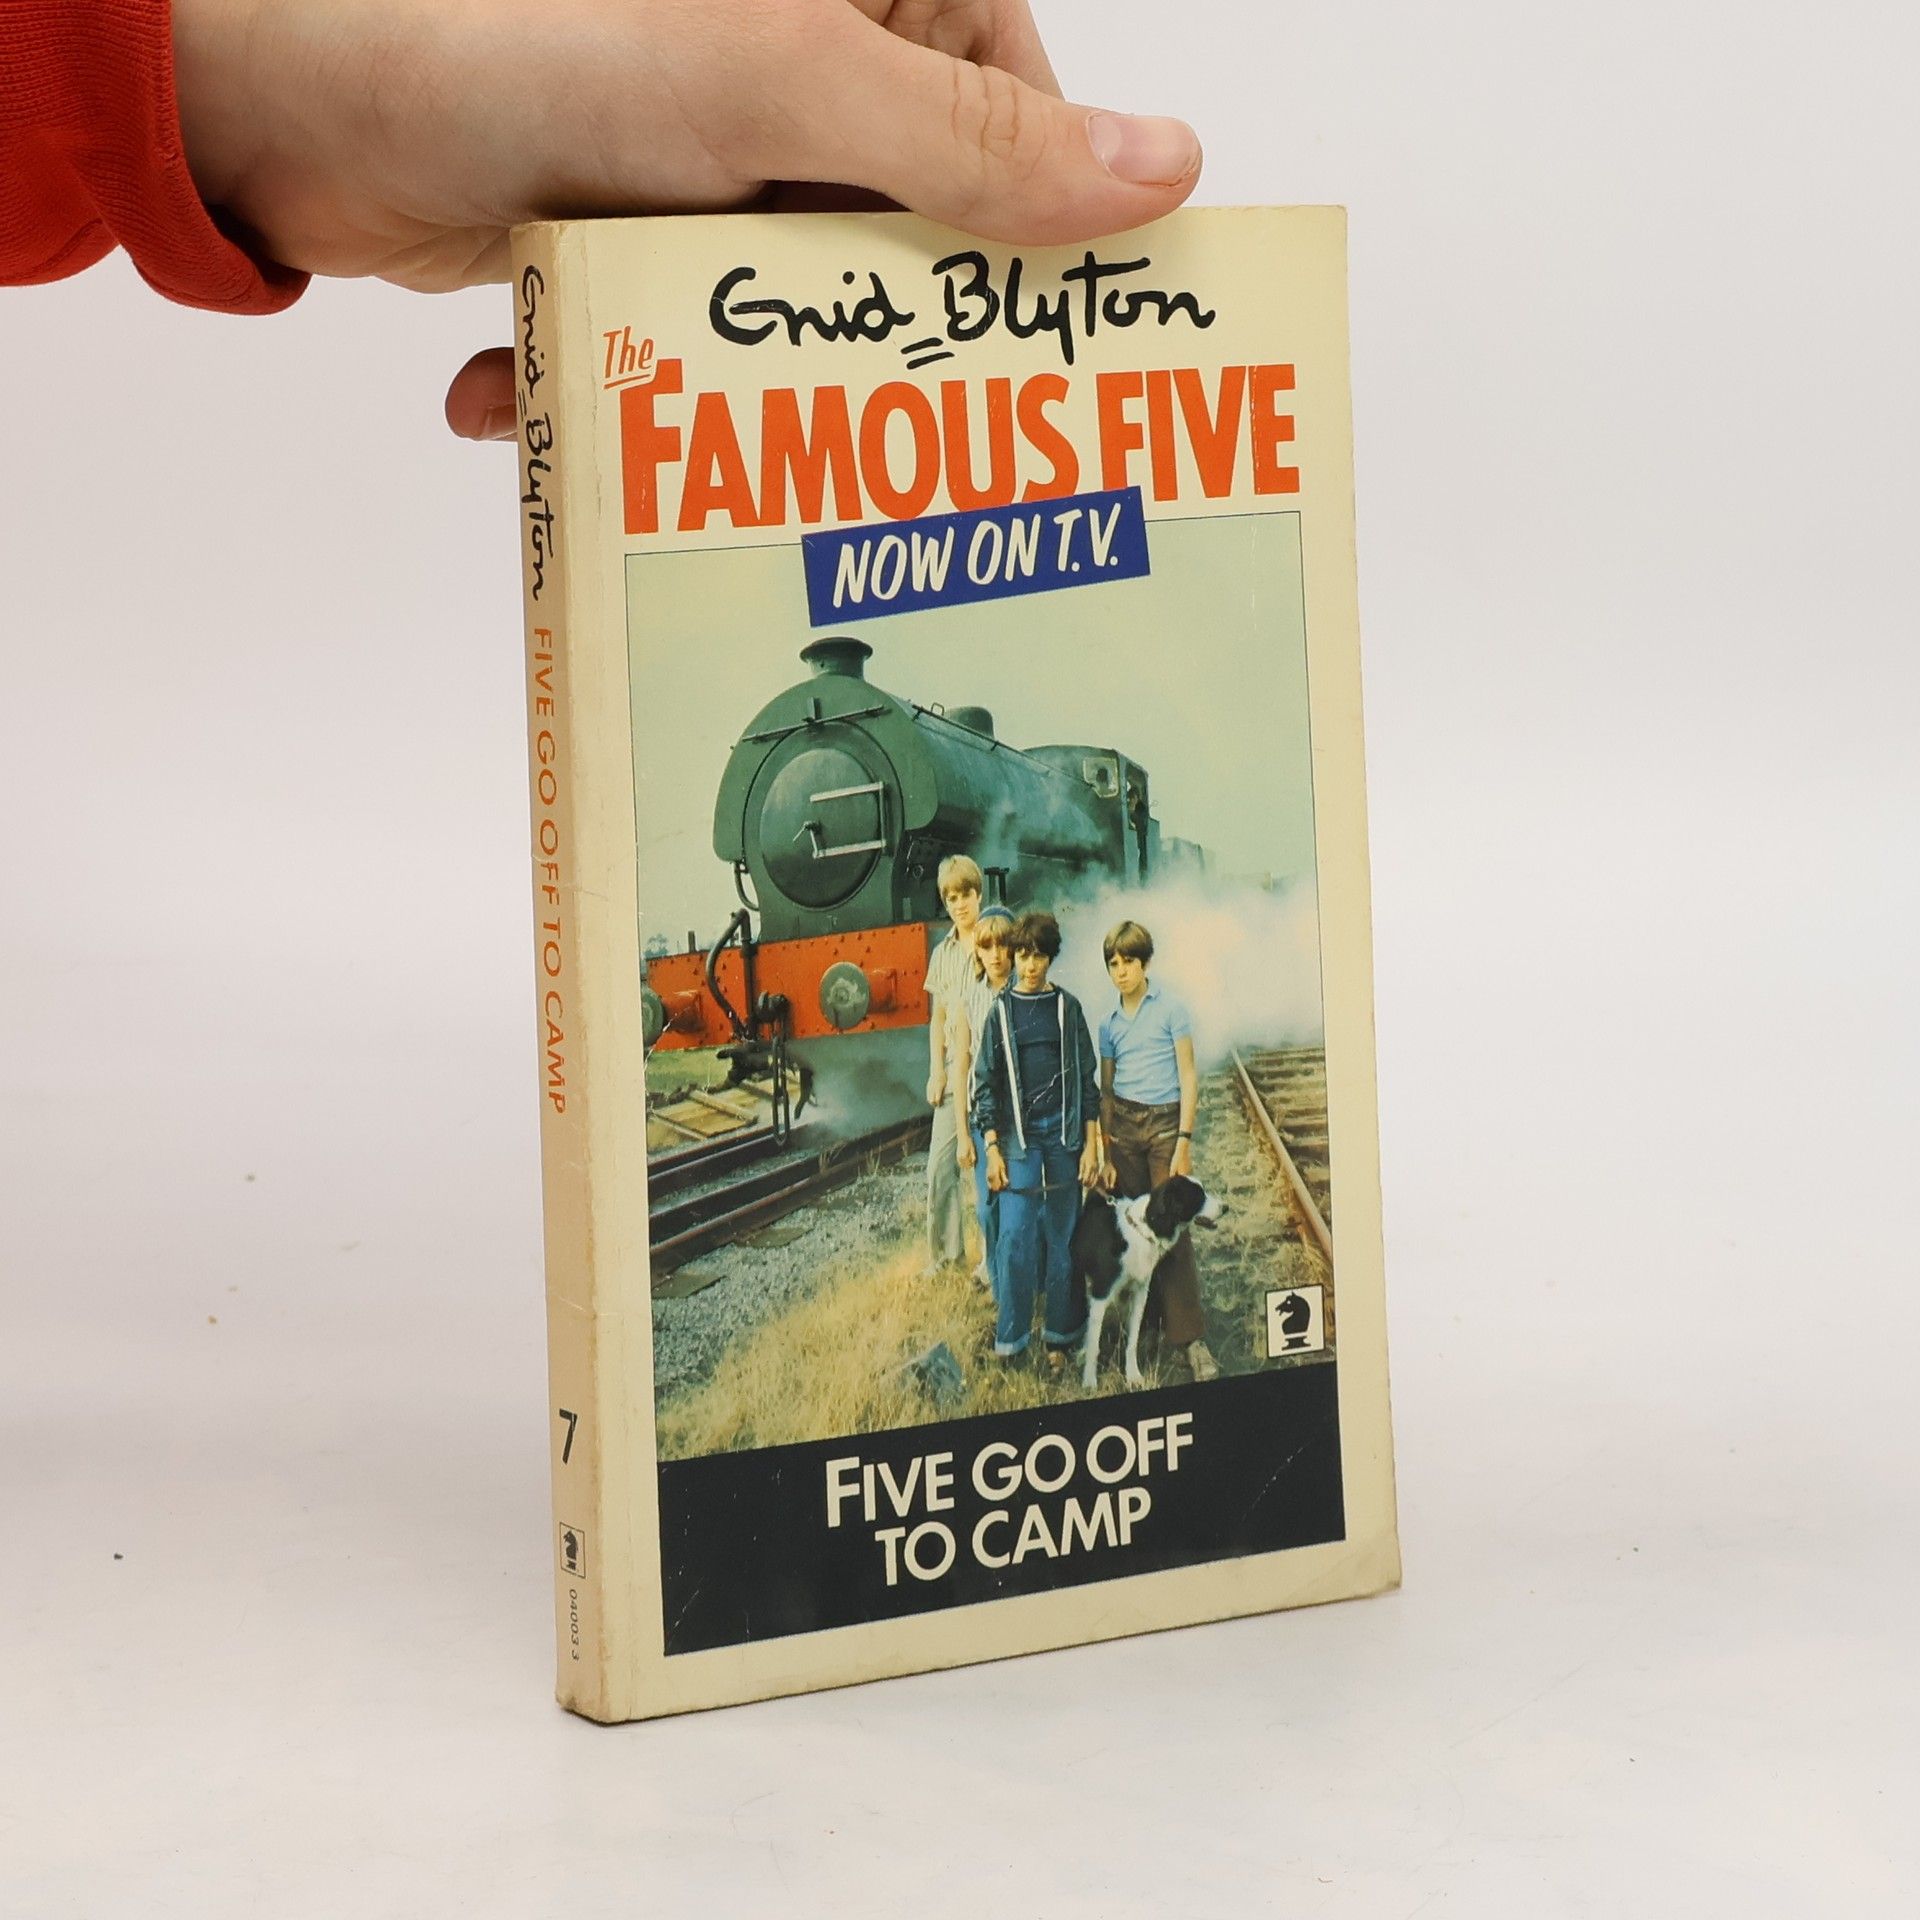 Enid Blyton
The
FAMOUS FIVE
NOW ON T.V.
FIVE GO OFF
TO CAMP
Enid Blyton FIVE GO OFF TO CAMP
7
04003 3